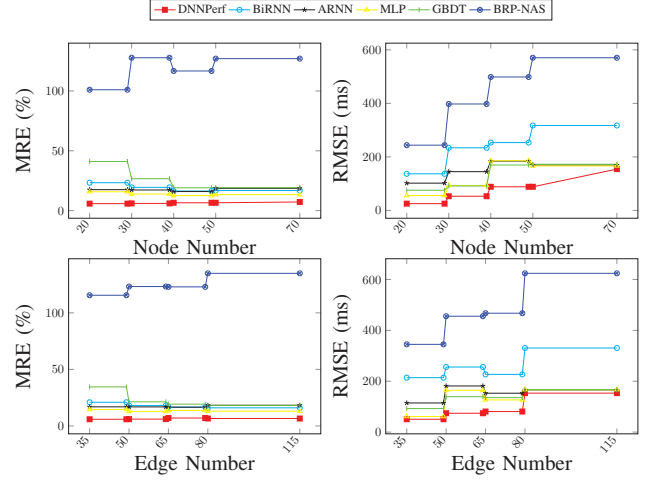 DNNPerf BiRNN ARNN MLP GBDT BRP-NAS
MRE (%)
100
50
0
20 30 40 50 70
Node Number
RMSE (ms)
600
400
200
0
20 30 40 50 70
Node Number
MRE (%)
100
50
0
35 50 65 80 115
Edge Number
RMSE (ms)
600
400
200
0
35 50 65 80 115
Edge Number